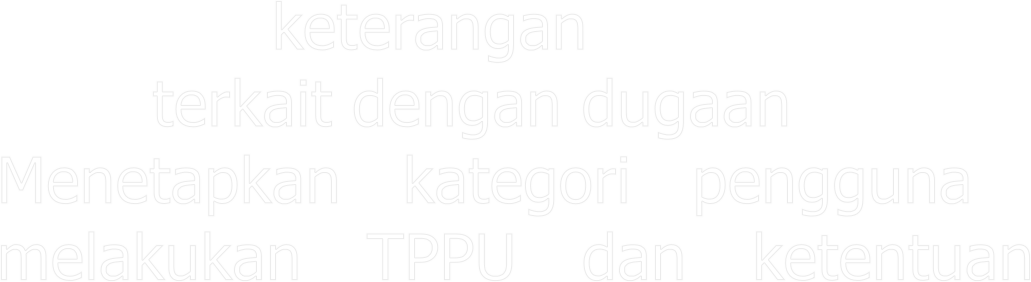 keterangan
terkait dengan dugaan
Menetapkan kategori pengguna
melakukan TPPU dan ketentuan